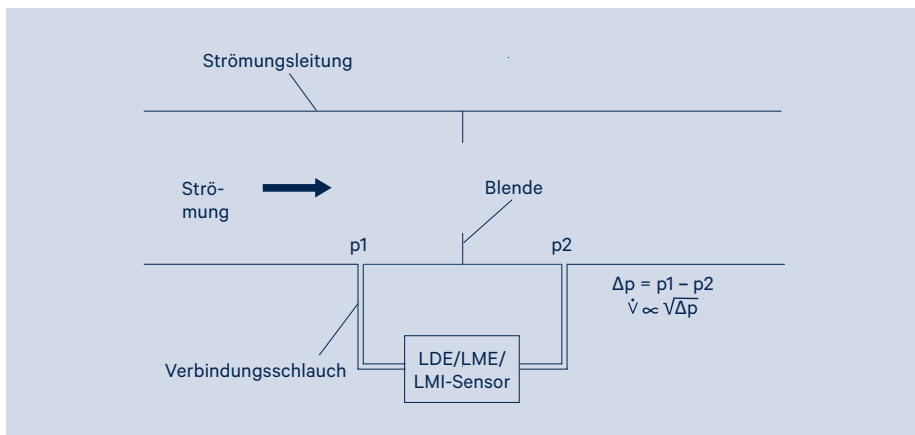 Strömungsleitung
Strö-
mung
Blende
p1
p2
Δp = p1 – p2
V̇ ∝ √Δp
Verbindungsschlauch
LDE/LME/
LMI-Sensor